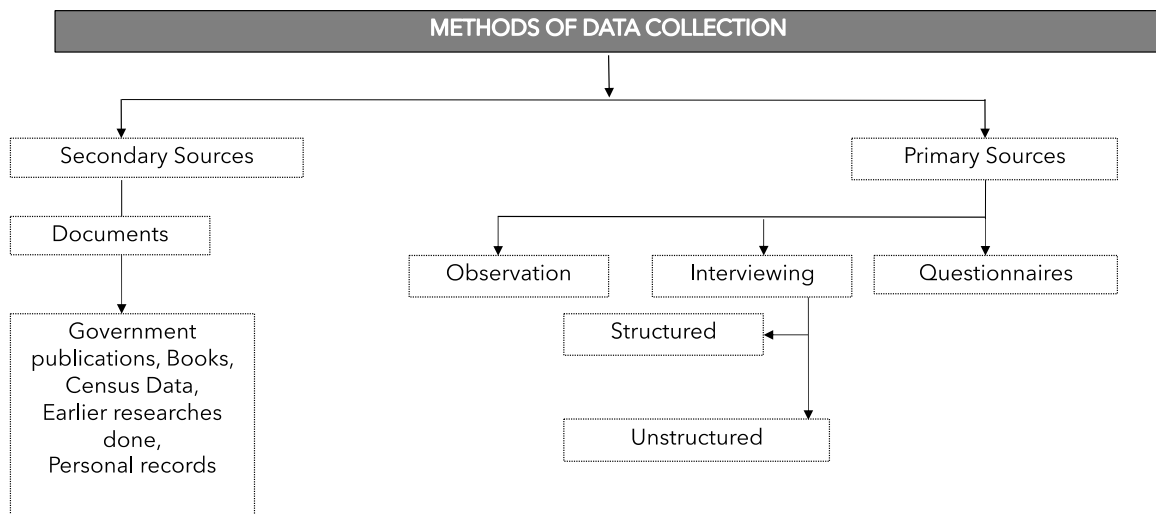 METHODS OF DATA COLLECTION
Secondary Sources
Primary Sources
Documents
Observation
Interviewing
Questionnaires
Government
publications, Books,
Census Data,
Earlier researches
done,
Personal records
Structured
Unstructured